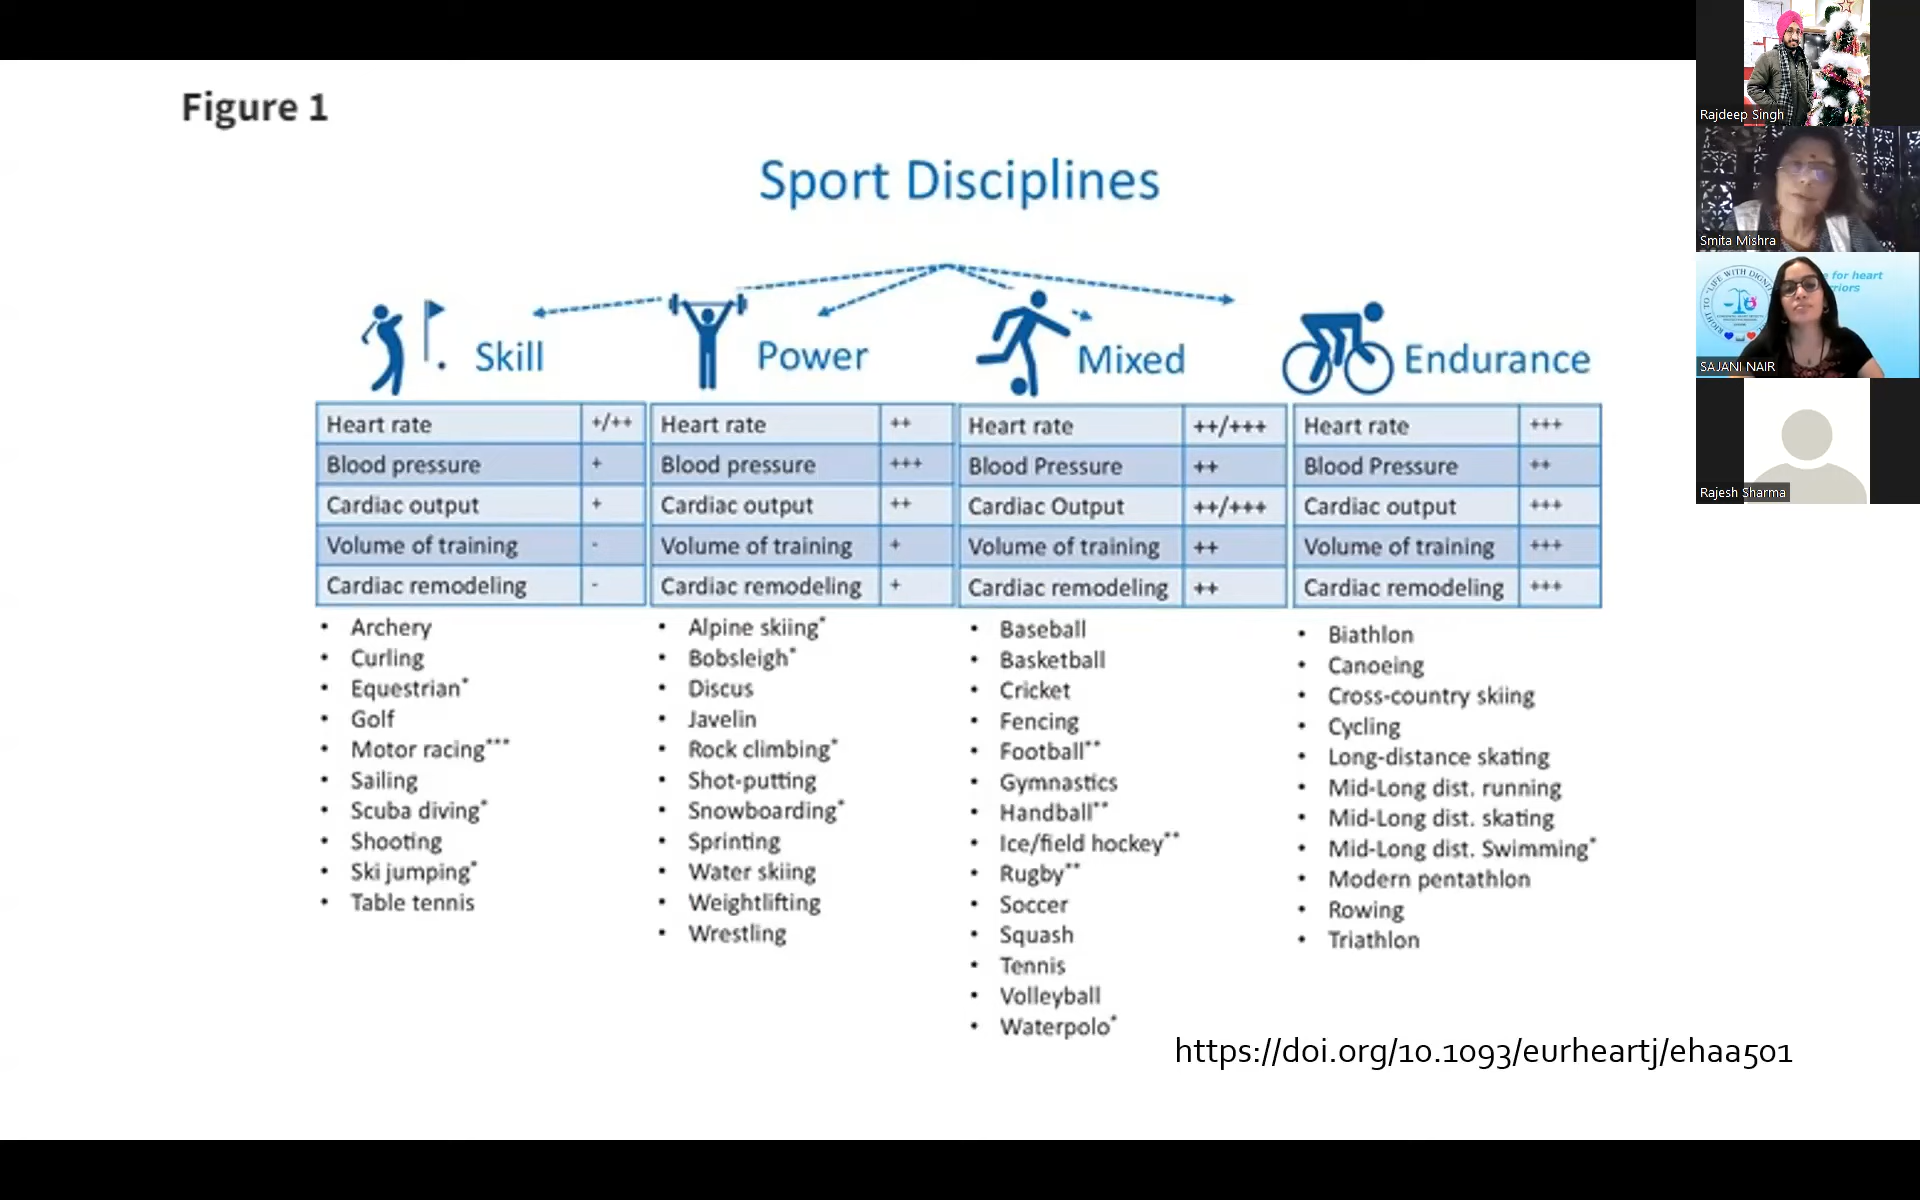 Figure 1
Sport Disciplines
Skill
Heart rate +/++
Blood pressure +
Cardiac output +
Volume of training -
Cardiac remodeling -
• Archery
• Curling
• Equestrian*
• Golf
• Motor racing***
• Sailing
• Scuba diving*
• Shooting
• Ski jumping*
• Table tennis
Power
Heart rate ++
Blood pressure +++
Cardiac output ++
Volume of training +
Cardiac remodeling +
• Alpine skiing*
• Bobsleigh*
• Discus
• Javelin
• Rock climbing*
• Shot-putting
• Snowboarding*
• Sprinting
• Water skiing
• Weightlifting
• Wrestling
Mixed
Heart rate ++/+++
Blood Pressure ++
Cardiac Output ++/+++
Volume of training ++
Cardiac remodeling ++
• Baseball
• Basketball
• Cricket
• Fencing
• Football**
• Gymnastics
• Handball**
• Ice/field hockey**
• Rugby**
• Soccer
• Squash
• Tennis
• Volleyball
• Waterpolo*
Endurance
Heart rate +++
Blood Pressure ++
Cardiac output +++
Volume of training +++
Cardiac remodeling +++
• Biathlon
• Canoeing
• Cross-country skiing
• Cycling
• Long-distance skating
• Mid-Long dist. running
• Mid-Long dist. skating
• Mid-Long dist. Swimming*
• Modern pentathlon
• Rowing
• Triathlon
https://doi.org/10.1093/eurheartj/ehaa501
Rajdeep Singh
Smita Mishra
RIGHT TO "LIFE WITH DIGNI
for heart
SAJANI NAIR
Rajesh Sharma